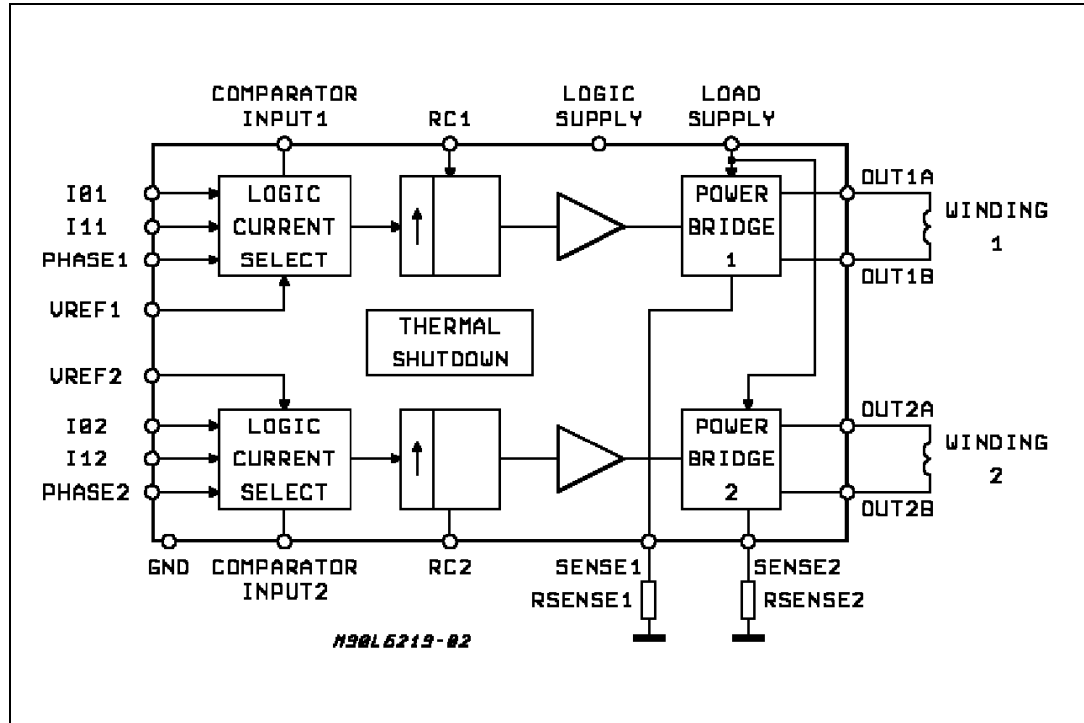 COMPARATOR
INPUT1
RC1
LOGIC
SUPPLY
LOAD
SUPPLY
I01
I11
PHASE1
VREF1
LOGIC
CURRENT
SELECT
POWER
BRIDGE
1
OUT1A
WINDING
1
OUT1B
THERMAL
SHUTDOWN
VREF2
I02
I12
PHASE2
LOGIC
CURRENT
SELECT
POWER
BRIDGE
2
OUT2A
WINDING
2
OUT2B
GND
COMPARATOR
INPUT2
RC2
SENSE1
RSENSE1
SENSE2
RSENSE2
M90L6219-02